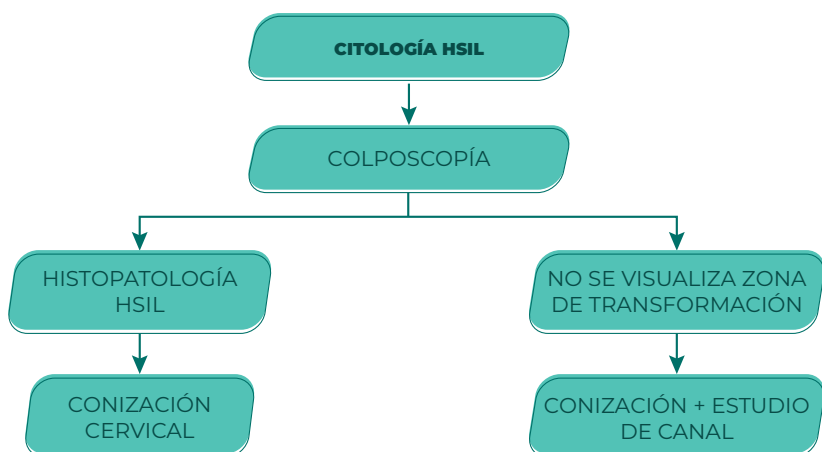 CITOLOGÍA HSIL
COLPOSCOPÍA
HISTOPATOLOGÍA
HSIL
NO SE VISUALIZA ZONA
DE TRANSFORMACIÓN
CONIZACIÓN
CERVICAL
CONIZACIÓN + ESTUDIO
DE CANAL